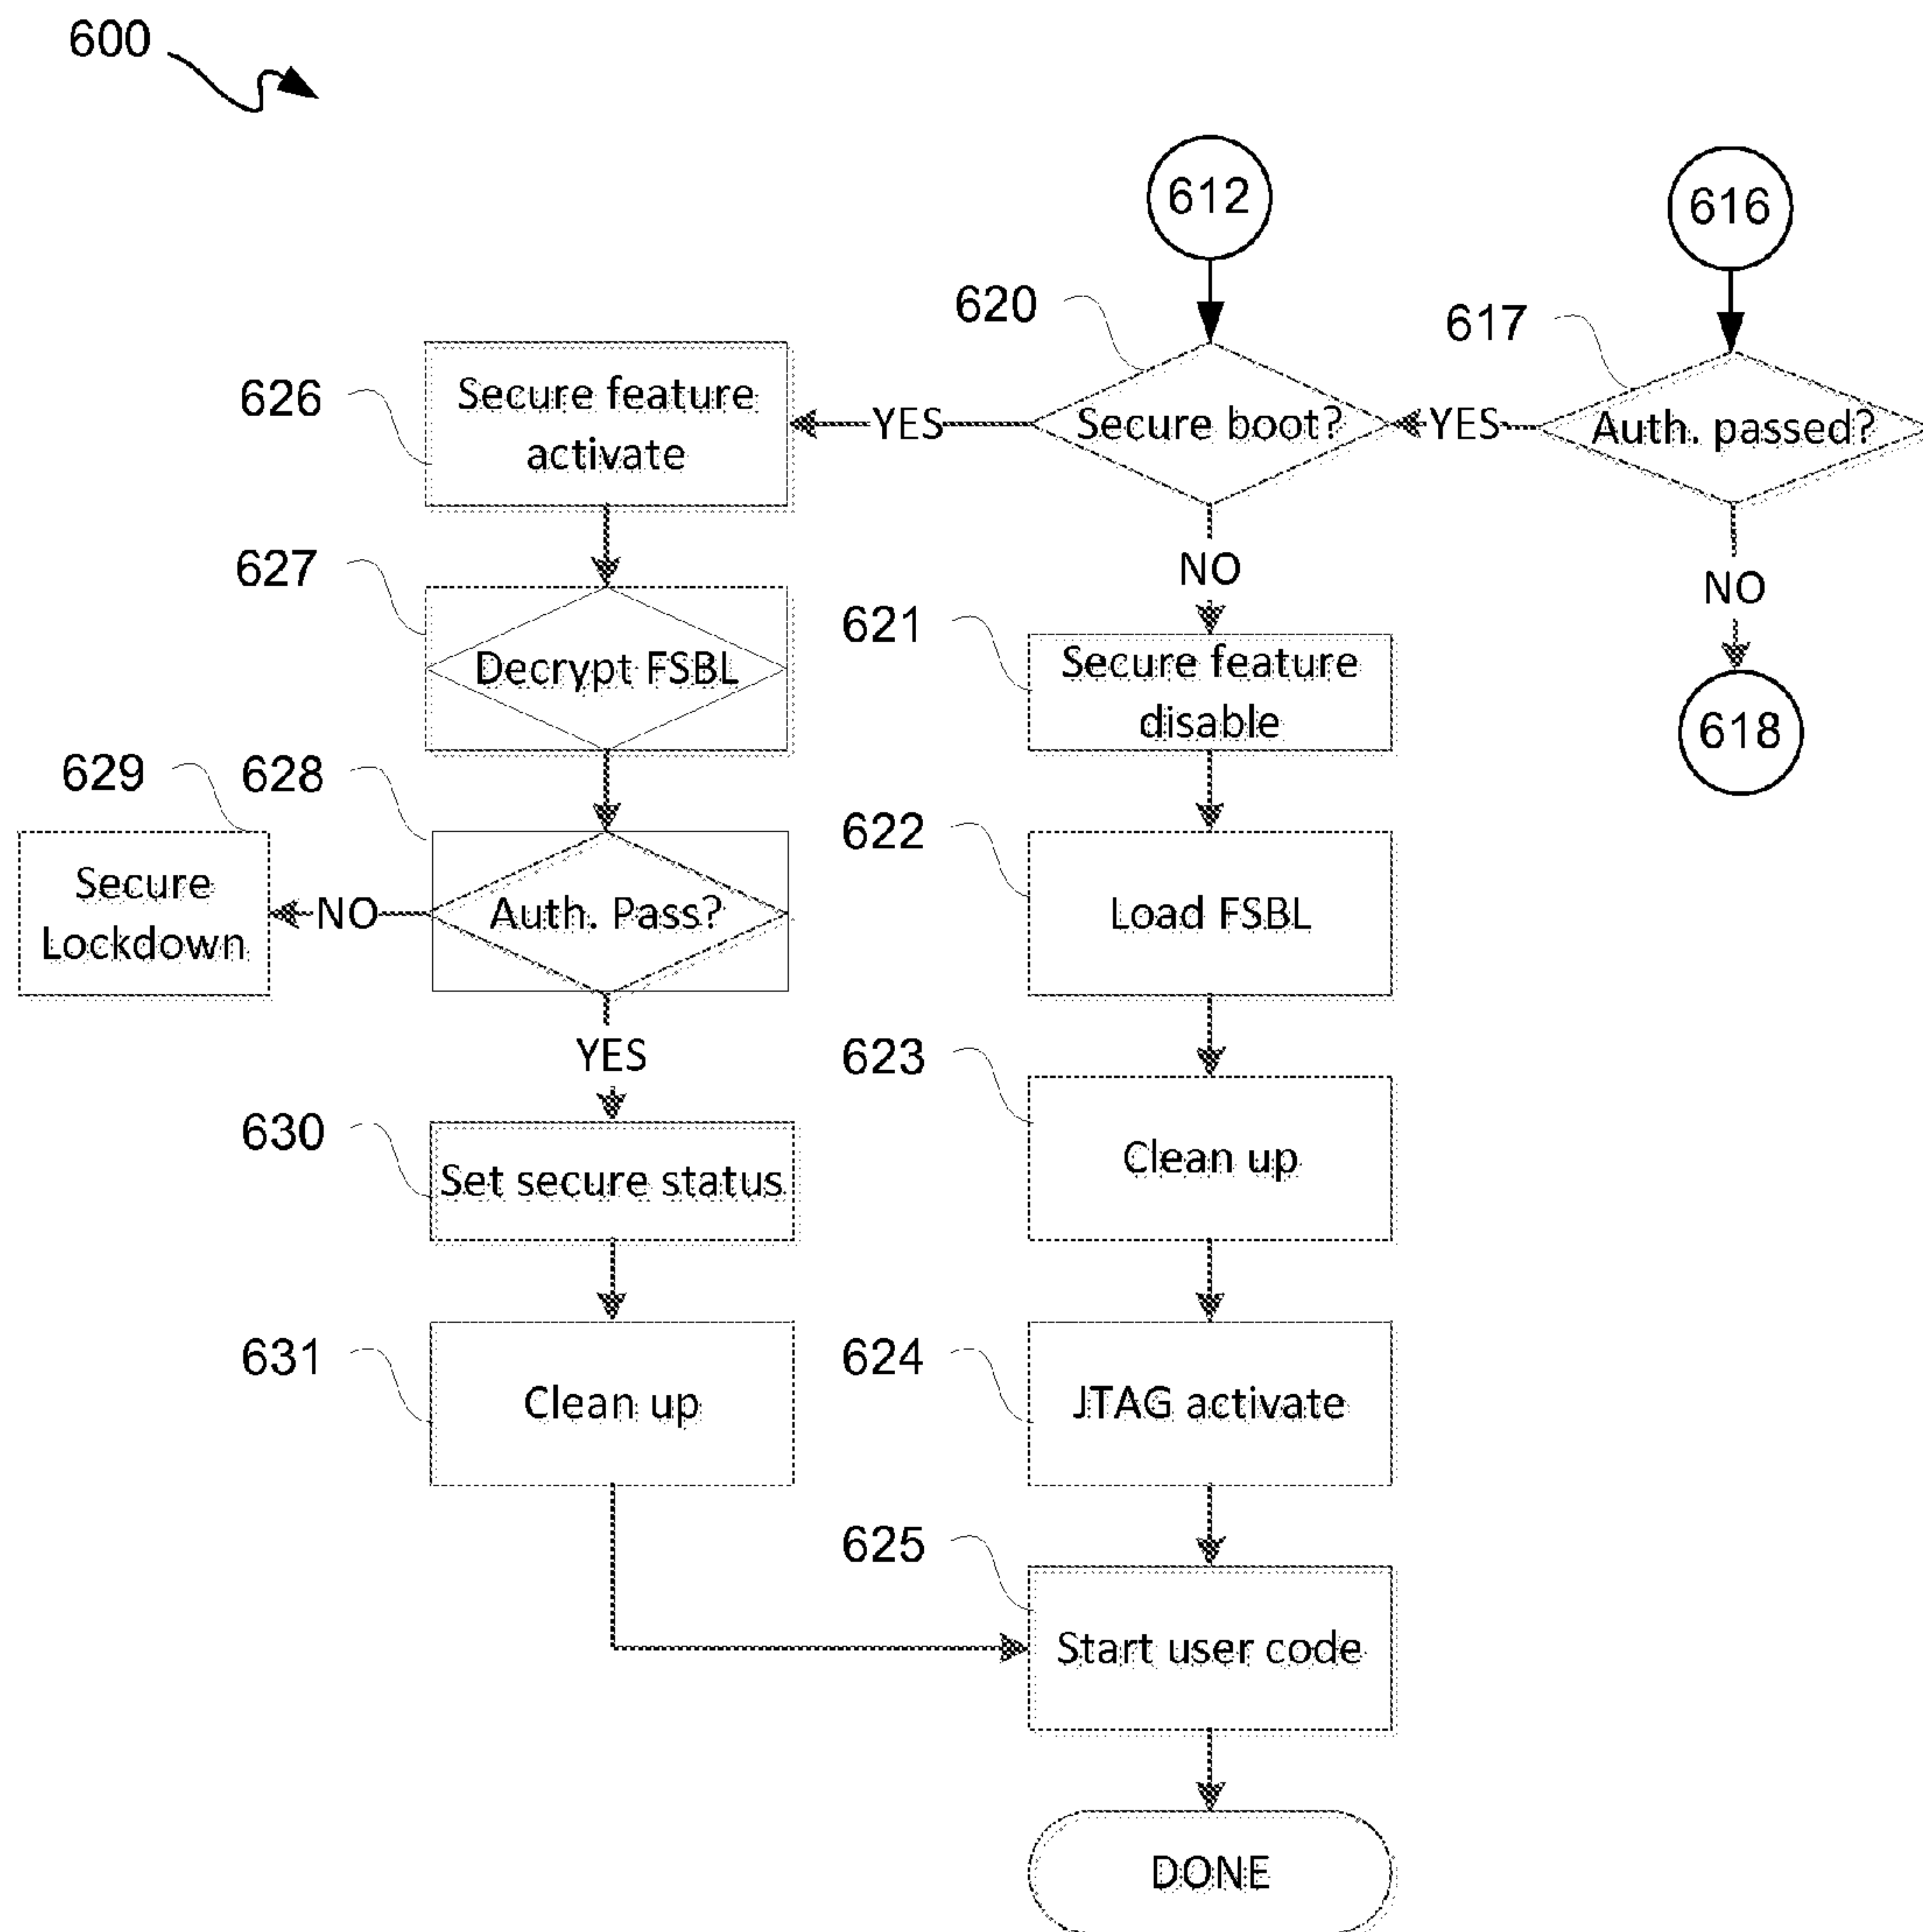 600
612
616
620
617
626
Secure feature
activate
YES
Secure boot?
YES
Auth. passed?
627
NO
NO
621
Decrypt FSBL
Secure feature
disable
618
629
628
622
Secure
Lockdown
NO
Auth. Pass?
Load FSBL
YES
623
630
Set secure status
Clean up
631
624
Clean up
JTAG activate
625
Start user code
DONE